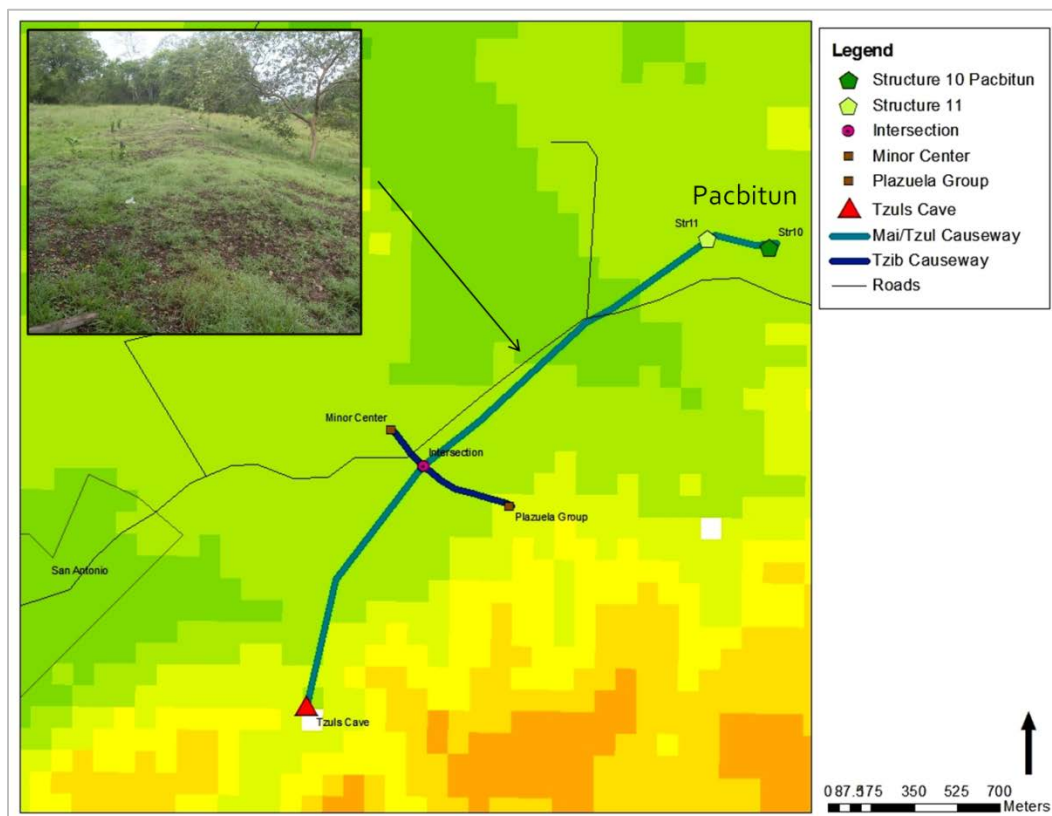 Pacbitun
Str11
Str10
Minor Center
Intersection
Plazuela Group
San Antonio
Tzuls Cave
Legend
Structure 10 Pacbitun
Structure 11
Intersection
Minor Center
Plazuela Group
Tzuls Cave
Mai/Tzul Causeway
Tzib Causeway
Roads
0 87.5 175 350 525 700
Meters